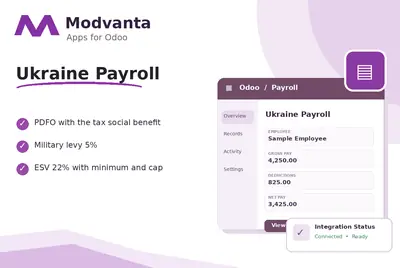 Modvanta
Apps for Odoo
Ukraine Payroll
PDFO with the tax social benefit
Military levy 5%
ESV 22% with minimum and cap
Odoo / Payroll
Overview
Records
Activity
Settings
Ukraine Payroll
EMPLOYEE
Sample Employee
GROSS PAY
4,250.00
DEDUCTIONS
825.00
NET PAY
3,425.00
View
Integration Status
Connected • Ready